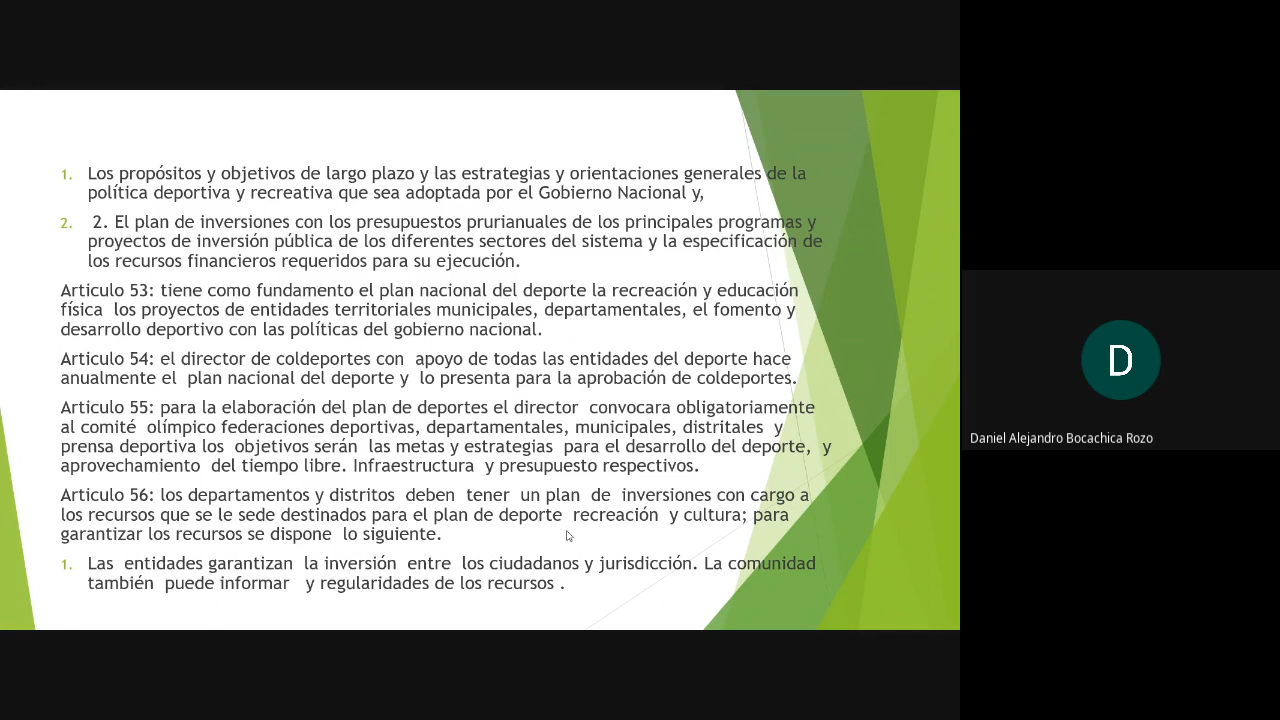 1. Los propósitos y objetivos de largo plazo y las estrategias y orientaciones generales de la
política deportiva y recreativa que sea adoptada por el Gobierno Nacional y,
2. 2. El plan de inversiones con los presupuestos prurianuales de los principales programas y
proyectos de inversión pública de los diferentes sectores del sistema y la especificación de
los recursos financieros requeridos para su ejecución.
Articulo 53: tiene como fundamento el plan nacional del deporte la recreación y educación
física los proyectos de entidades territoriales municipales, departamentales, el fomento y
desarrollo deportivo con las políticas del gobierno nacional.
Articulo 54: el director de coldeportes con apoyo de todas las entidades del deporte hace
anualmente el plan nacional del deporte y lo presenta para la aprobación de coldeportes.
Articulo 55: para la elaboración del plan de deportes el director convocara obligatoriamente
al comité olímpico federaciones deportivas, departamentales, municipales, distritales y
prensa deportiva los objetivos serán las metas y estrategias para el desarrollo del deporte, y
aprovechamiento del tiempo libre. Infraestructura y presupuesto respectivos.
Articulo 56: los departamentos y distritos deben tener un plan de inversiones con cargo a
los recursos que se le sede destinados para el plan de deporte recreación y cultura; para
garantizar los recursos se dispone lo siguiente.
1. Las entidades garantizan la inversión entre los ciudadanos y jurisdicción. La comunidad
también puede informar y regularidades de los recursos .
D
Daniel Alejandro Bocachica Rozo